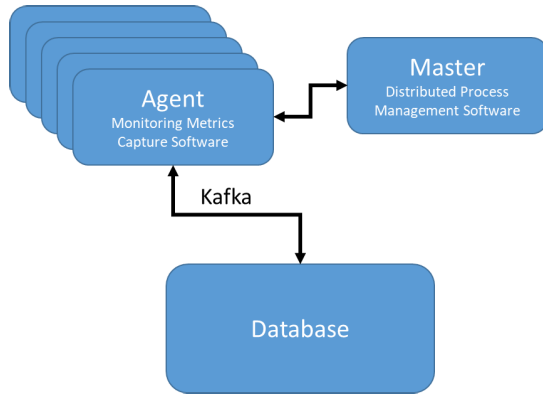 Agent
Monitoring Metrics
Capture Software
Master
Distributed Process
Management Software
Kafka
Database